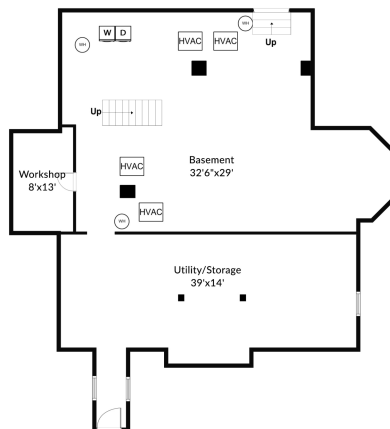 WH
Up
W D
WH
HVAC HVAC
Up
HVAC
Basement
32'6"x29'
Workshop
8'x13'
HVAC
WH
Utility/Storage
39'x14'